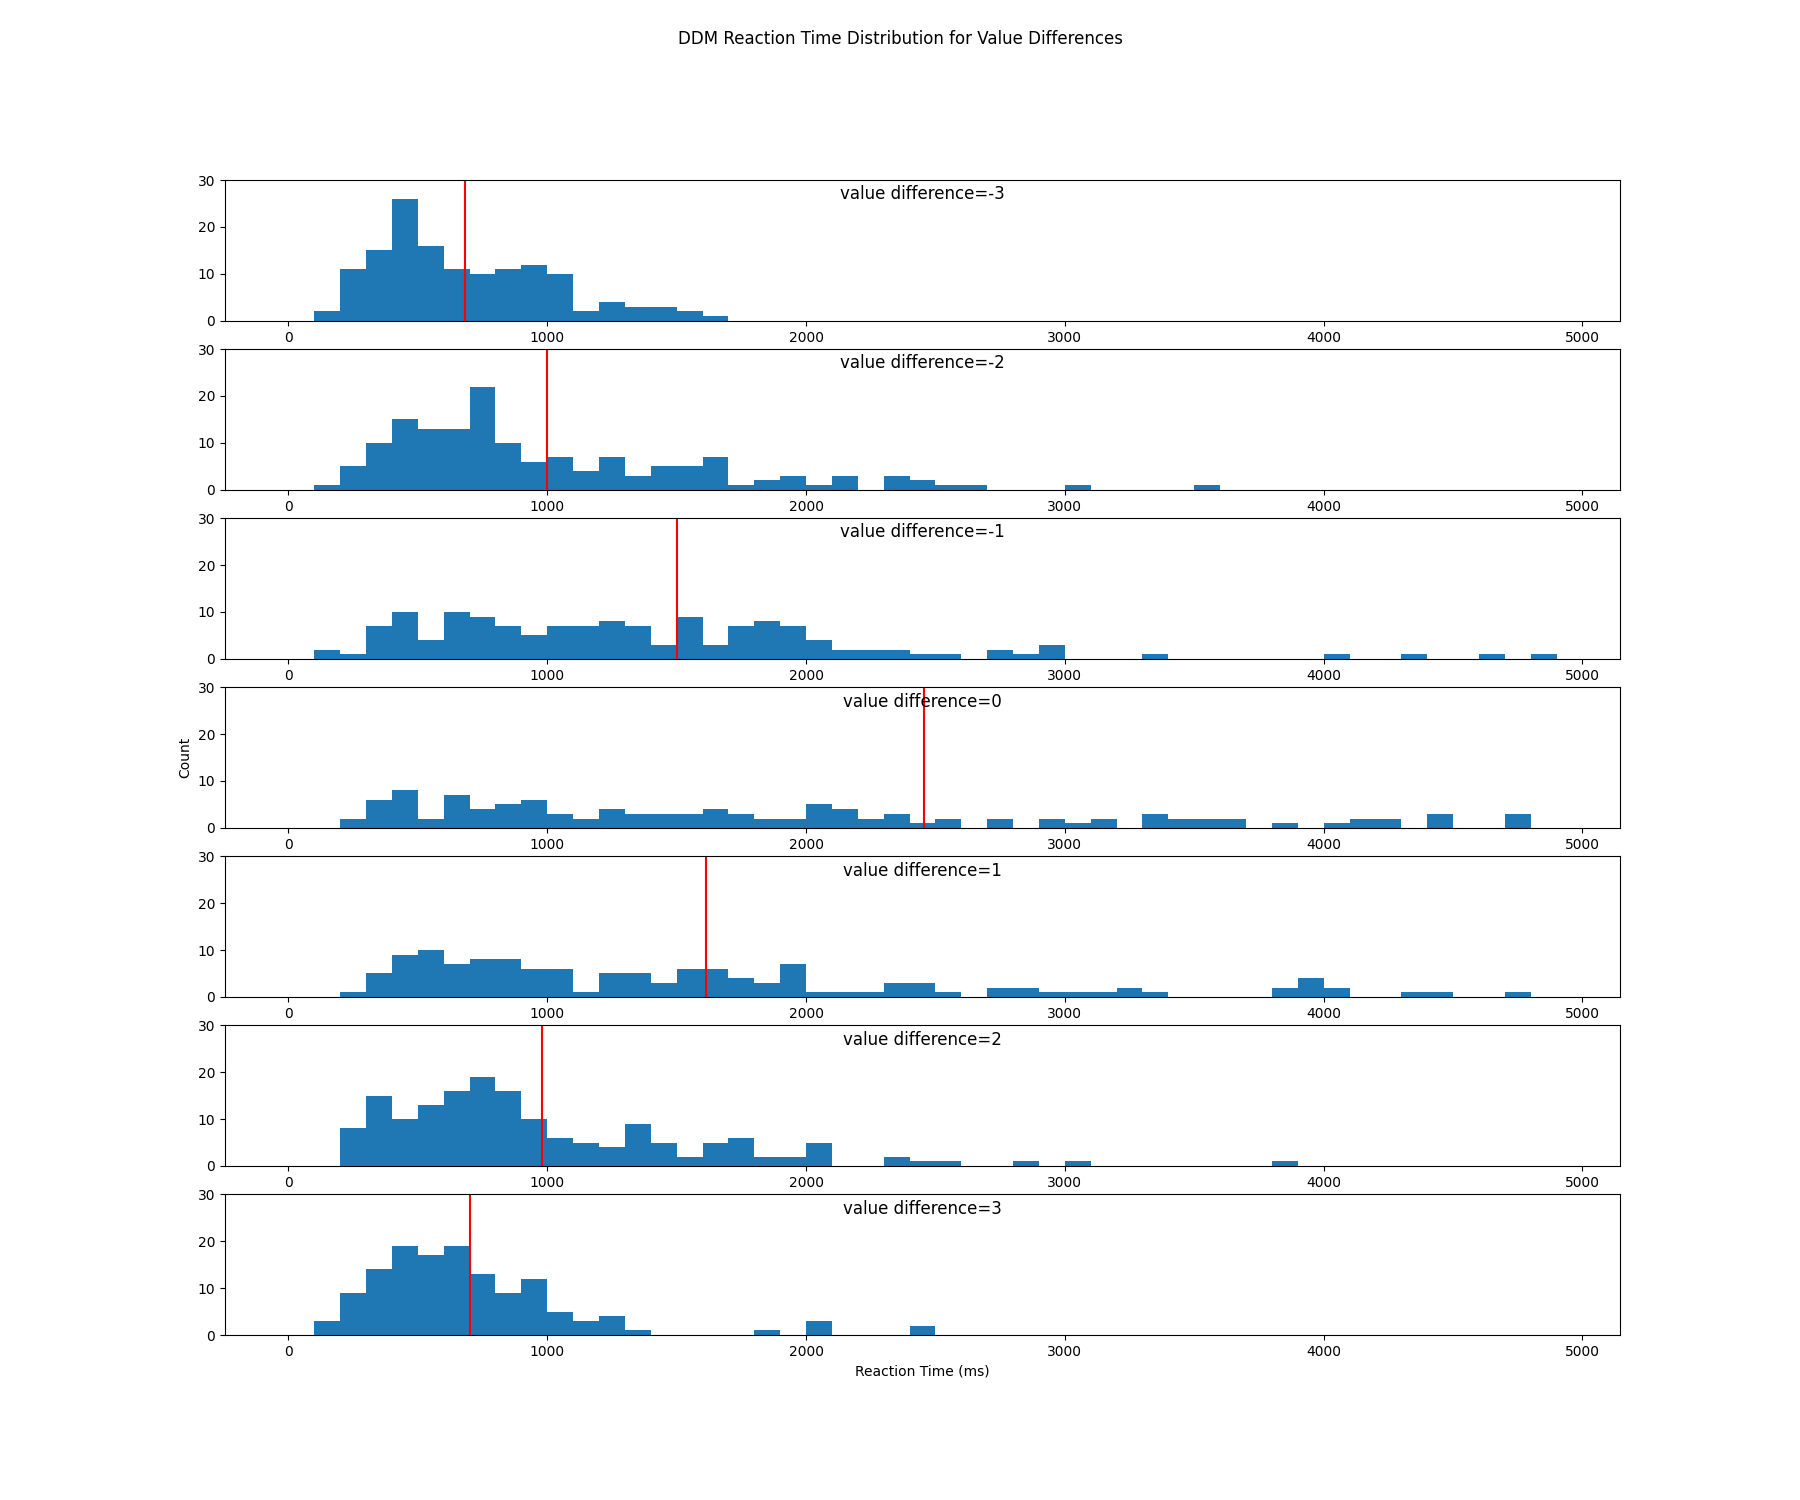 DDM Reaction Time Distribution for Value Differences
value difference=-3
30
20
10
0
0 1000 2000 3000 4000 5000
value difference=-2
30
20
10
0
0 1000 2000 3000 4000 5000
value difference=-1
30
20
10
0
0 1000 2000 3000 4000 5000
value difference=0
30
20
10
0
Count
0 1000 2000 3000 4000 5000
value difference=1
30
20
10
0
0 1000 2000 3000 4000 5000
value difference=2
30
20
10
0
0 1000 2000 3000 4000 5000
value difference=3
30
20
10
0
0 1000 2000 3000 4000 5000
Reaction Time (ms)